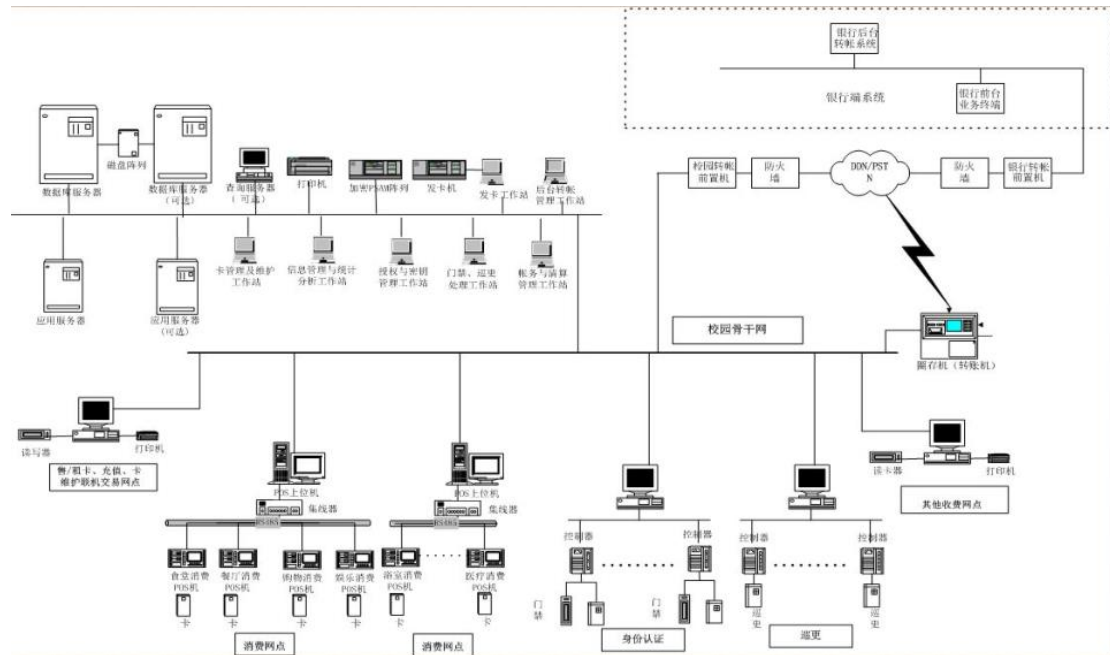 银行后台
转帐系统
银行端系统
银行前台
业务终端
校园转帐
前置机
防火
墙
DDN/PST
N
防火
墙
银行转帐
前置机
磁盘阵列
数据库服务器
数据库服务器
(可选)
查询服务器
(可选)
打印机
加密PSAM阵列
发卡机
发卡工作站
后台转帐
管理工作站
应用服务器
应用服务器
(可选)
卡管理及维护
工作站
信息管理与统计
分析工作站
授权与密钥
管理工作站
门禁、巡更
处理工作站
帐务与清算
管理工作站
校园骨干网
圈存机（转账机）
读写器
打印机
售/租卡、充值、卡
维护联机交易网点
POS上位机
集线器
RS485
食堂消费
POS机
餐厅消费
POS机
购物消费
POS机
娱乐消费
POS机
卡
卡
卡
卡
消费网点
POS上位机
集线器
RS485
浴室消费
POS机
医疗消费
POS机
卡
卡
消费网点
控制器
控制器
门
禁
门
禁
身份认证
控制器
控制器
巡更
巡更
巡更
读卡器
打印机
其他收费网点